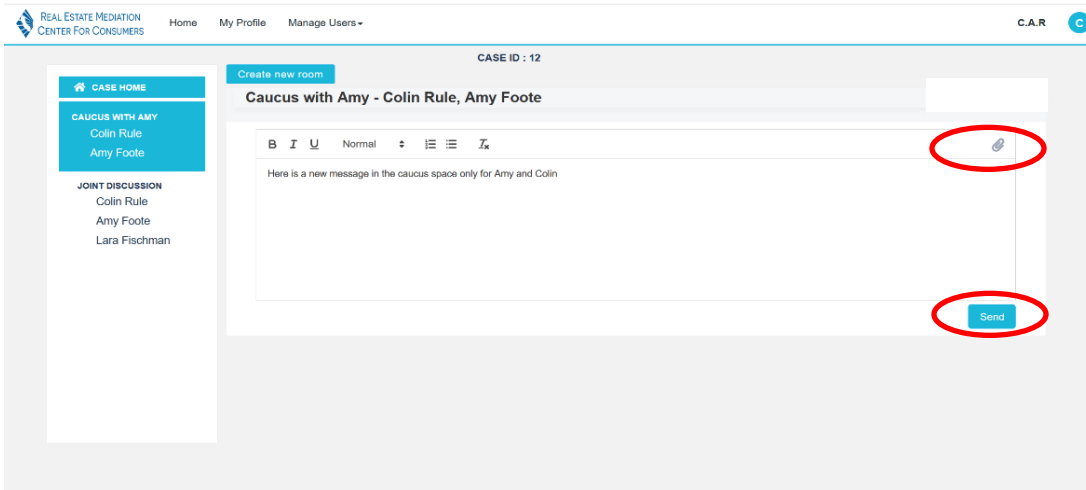 REAL ESTATE MEDIATION
CENTER FOR CONSUMERS
Home My Profile Manage Users
C.A.R
C
CASE ID : 12
CASE HOME
CAUCUS WITH AMY
Colin Rule
Amy Foote
JOINT DISCUSSION
Colin Rule
Amy Foote
Lara Fischman
Create new room
Caucus with Amy - Colin Rule, Amy Foote
B I U Normal
Here is a new message in the caucus space only for Amy and Colin
Send